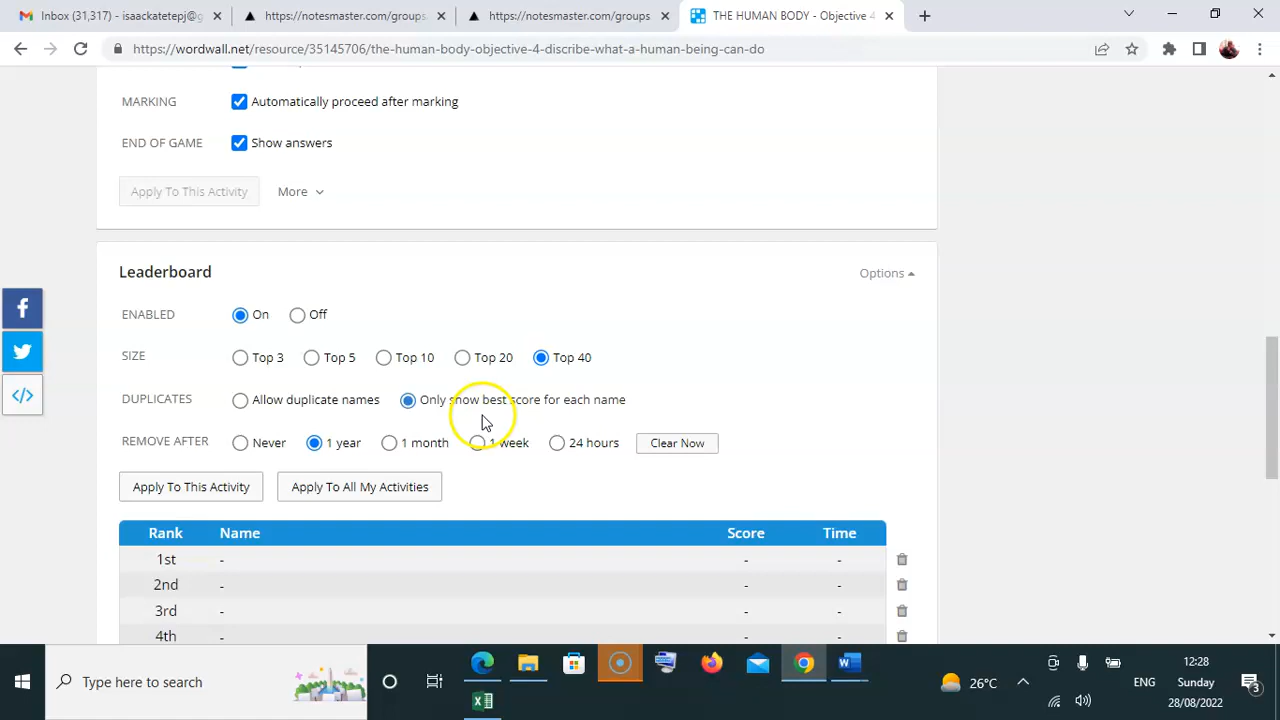 Inbox (31,317) - isaackatetepj@g
https://notesmaster.com/groups
https://notesmaster.com/groups
THE HUMAN BODY - Objective 4
https://wordwall.net/resource/35145706/the-human-body-objective-4-discribe-what-a-human-being-can-do
MARKING Automatically proceed after marking
END OF GAME Show answers
Apply To This Activity More
Leaderboard Options
ENABLED On Off
SIZE Top 3 Top 5 Top 10 Top 20 Top 40
DUPLICATES Allow duplicate names Only show best score for each name
REMOVE AFTER Never 1 year 1 month 1 week 24 hours Clear Now
Apply To This Activity Apply To All My Activities
Rank Name Score Time
1st - - -
2nd - - -
3rd - - -
4th - - -
Type here to search 26°C ENG 12:28
Sunday
28/08/2022
3